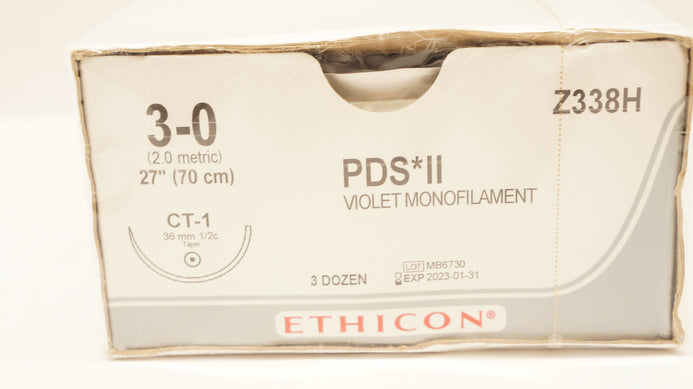 3-0
(2.0 metric)
27" (70 cm)
CT-1
36 mm 1/2c
Taper
Z338H
PDS*II
VIOLET MONOFILAMENT
LOT MB6730
EXP 2023-01-31
3 DOZEN
ETHICON®